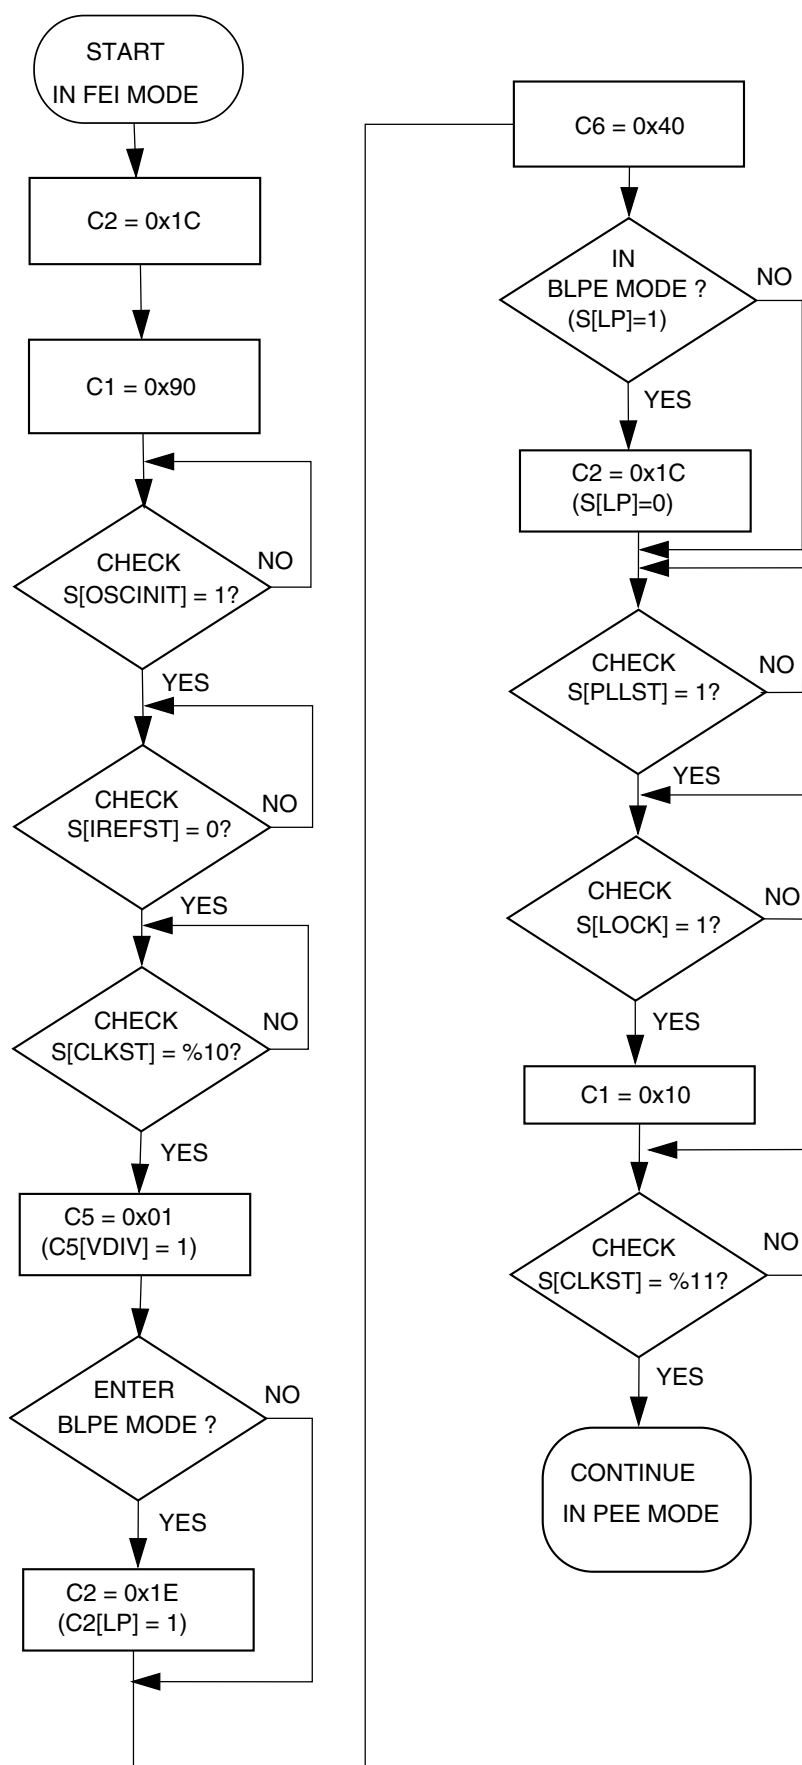 START
IN FEI MODE
C2 = 0x1C
C1 = 0x90
CHECK
S[OSCINIT] = 1?
NO
YES
CHECK
S[IREFST] = 0?
NO
YES
CHECK
S[CLKST] = %10?
NO
YES
C5 = 0x01
(C5[VDIV] = 1)
ENTER
BLPE MODE ?
NO
YES
C2 = 0x1E
(C2[LP] = 1)
C6 = 0x40
IN
BLPE MODE ?
(S[LP]=1)
NO
YES
C2 = 0x1C
(S[LP]=0)
CHECK
S[PLLST] = 1?
NO
YES
CHECK
S[LOCK] = 1?
NO
YES
C1 = 0x10
CHECK
S[CLKST] = %11?
NO
YES
CONTINUE
IN PEE MODE